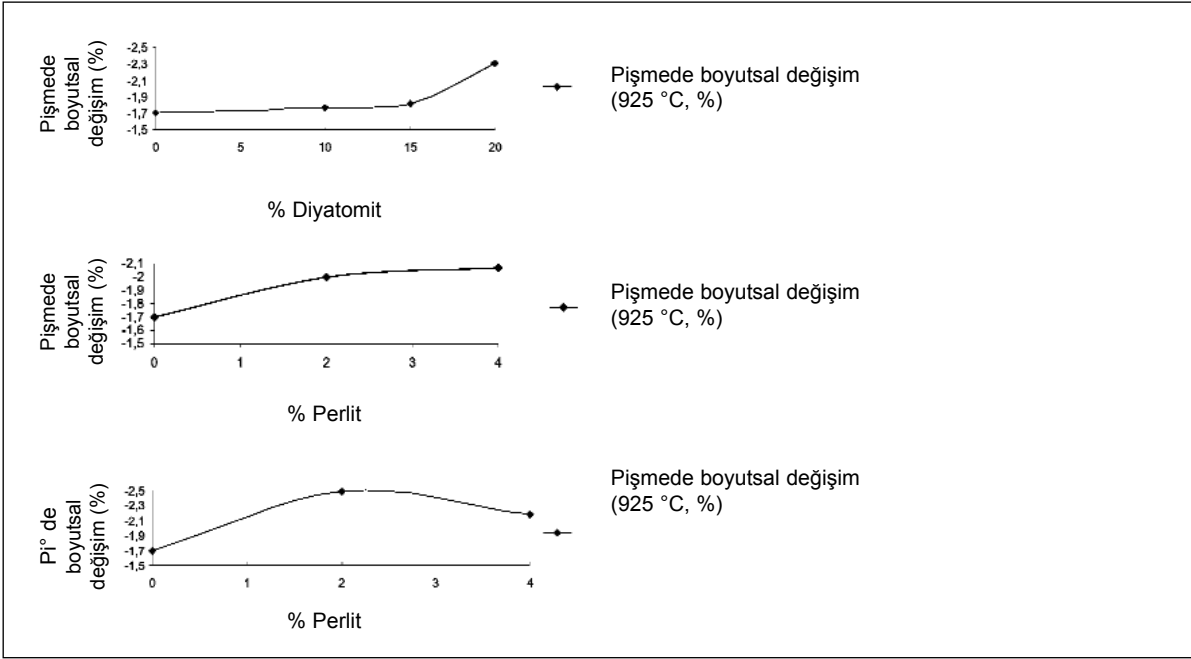 Pişmede
boyutsal
değişim (%)
-2,5
-2,3
-2,1
-1,9
-1,7
-1,5
0 5 10 15 20
% Diyatomit
Pişmede boyutsal değişim
(925 °C, %)
Pişmede
boyutsal
değişim (%)
-2,1
-2
-1,9
-1,8
-1,7
-1,6
-1,5
0 1 2 3 4
% Perlit
Pişmede boyutsal değişim
(925 °C, %)
Pi° de
boyutsal
değişim (%)
-2,5
-2,3
-2,1
-1,9
-1,7
-1,5
0 1 2 3 4
% Perlit
Pişmede boyutsal değişim
(925 °C, %)